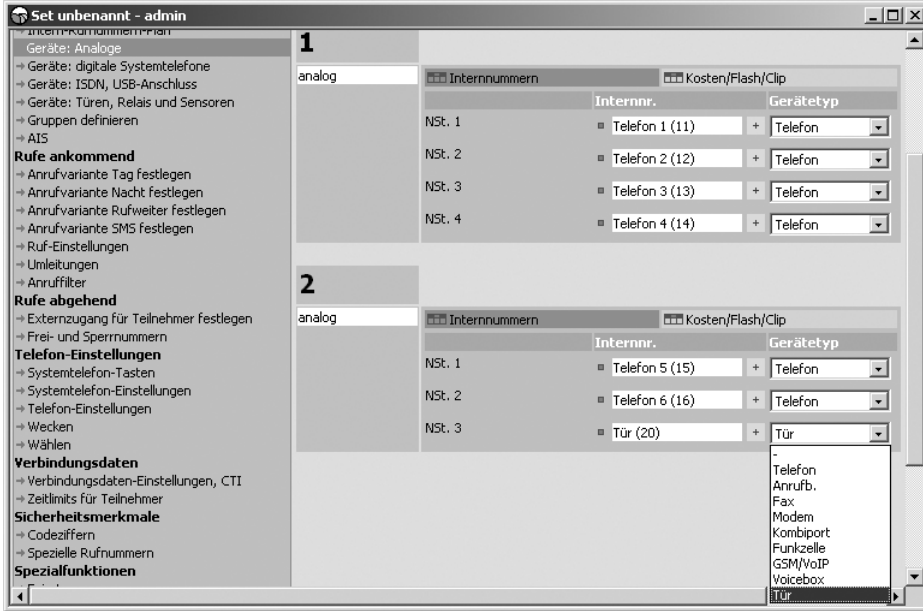 Set unbenannt - admin
Intern-Rufnummern-Plan
Geräte: Analoge
Geräte: digitale Systemtelefone
Geräte: ISDN, USB-Anschluss
Geräte: Türen, Relais und Sensoren
Gruppen definieren
AIS
Rufe ankommend
Anrufvariante Tag festlegen
Anrufvariante Nacht festlegen
Anrufvariante Rufweiter festlegen
Anrufvariante SMS festlegen
Ruf-Einstellungen
Umleitungen
Anruffilter
Rufe abgehend
Externzugang für Teilnehmer festlegen
Frei- und Sperrnummern
Telefon-Einstellungen
Systemtelefon-Tasten
Systemtelefon-Einstellungen
Telefon-Einstellungen
Wecken
Wählen
Verbindungsdaten
Verbindungsdaten-Einstellungen, CTI
Zeitlimits für Teilnehmer
Sicherheitsmerkmale
Codeziffern
Spezielle Rufnummern
Spezialfunktionen
1
analog
Internnummern Kosten/Flash/Clip
Internnr. Gerätetyp
NSt. 1 Telefon 1 (11) + Telefon
NSt. 2 Telefon 2 (12) + Telefon
NSt. 3 Telefon 3 (13) + Telefon
NSt. 4 Telefon 4 (14) + Telefon
2
analog
Internnummern Kosten/Flash/Clip
Internnr. Gerätetyp
NSt. 1 Telefon 5 (15) + Telefon
NSt. 2 Telefon 6 (16) + Telefon
NSt. 3 Tür (20) + Tür
-
Telefon
Anrufb.
Fax
Modem
Kombiport
Funkzelle
GSM/VoIP
Voicebox
Tür